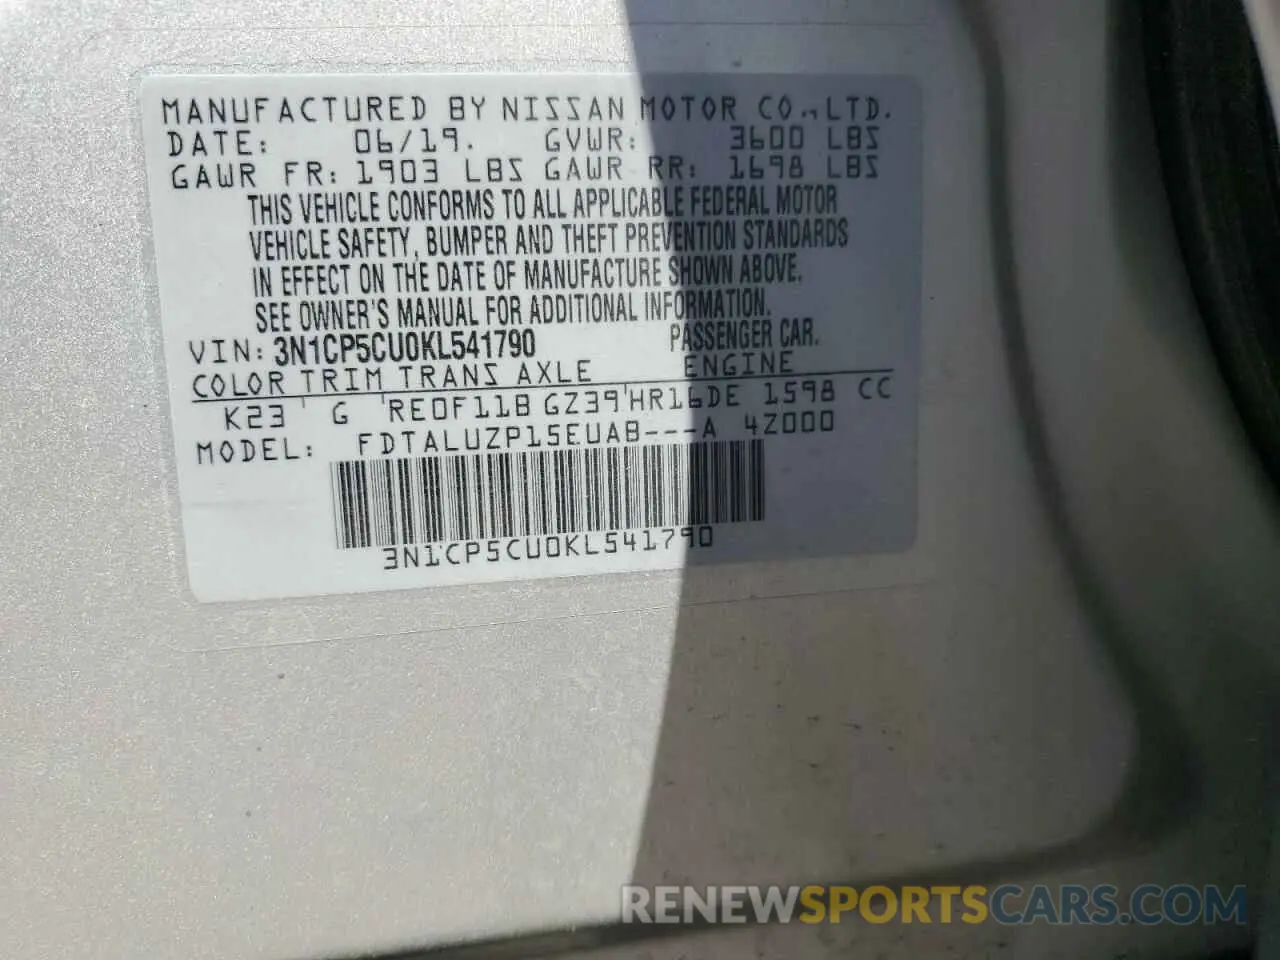 MANUFACTURED BY NISSAN MOTOR CO., LTD.
DATE: 06/19. GVWR: 3600 LBS
GAWR FR: 1903 LBS GAWR RR: 1698 LBS
THIS VEHICLE CONFORMS TO ALL APPLICABLE FEDERAL MOTOR
VEHICLE SAFETY, BUMPER AND THEFT PREVENTION STANDARDS
IN EFFECT ON THE DATE OF MANUFACTURE SHOWN ABOVE.
SEE OWNER'S MANUAL FOR ADDITIONAL INFORMATION.
VIN: 3N1CP5CU0KL541790 PASSENGER CAR.
COLOR TRIM TRANS AXLE ENGINE
K23 G RE0F11B GZ39 HR16DE 1598 CC
MODEL: FDTALUZP15EUAB---A 4Z000
3N1CP5CU0KL541790
RENEWSPORTSCARS.COM